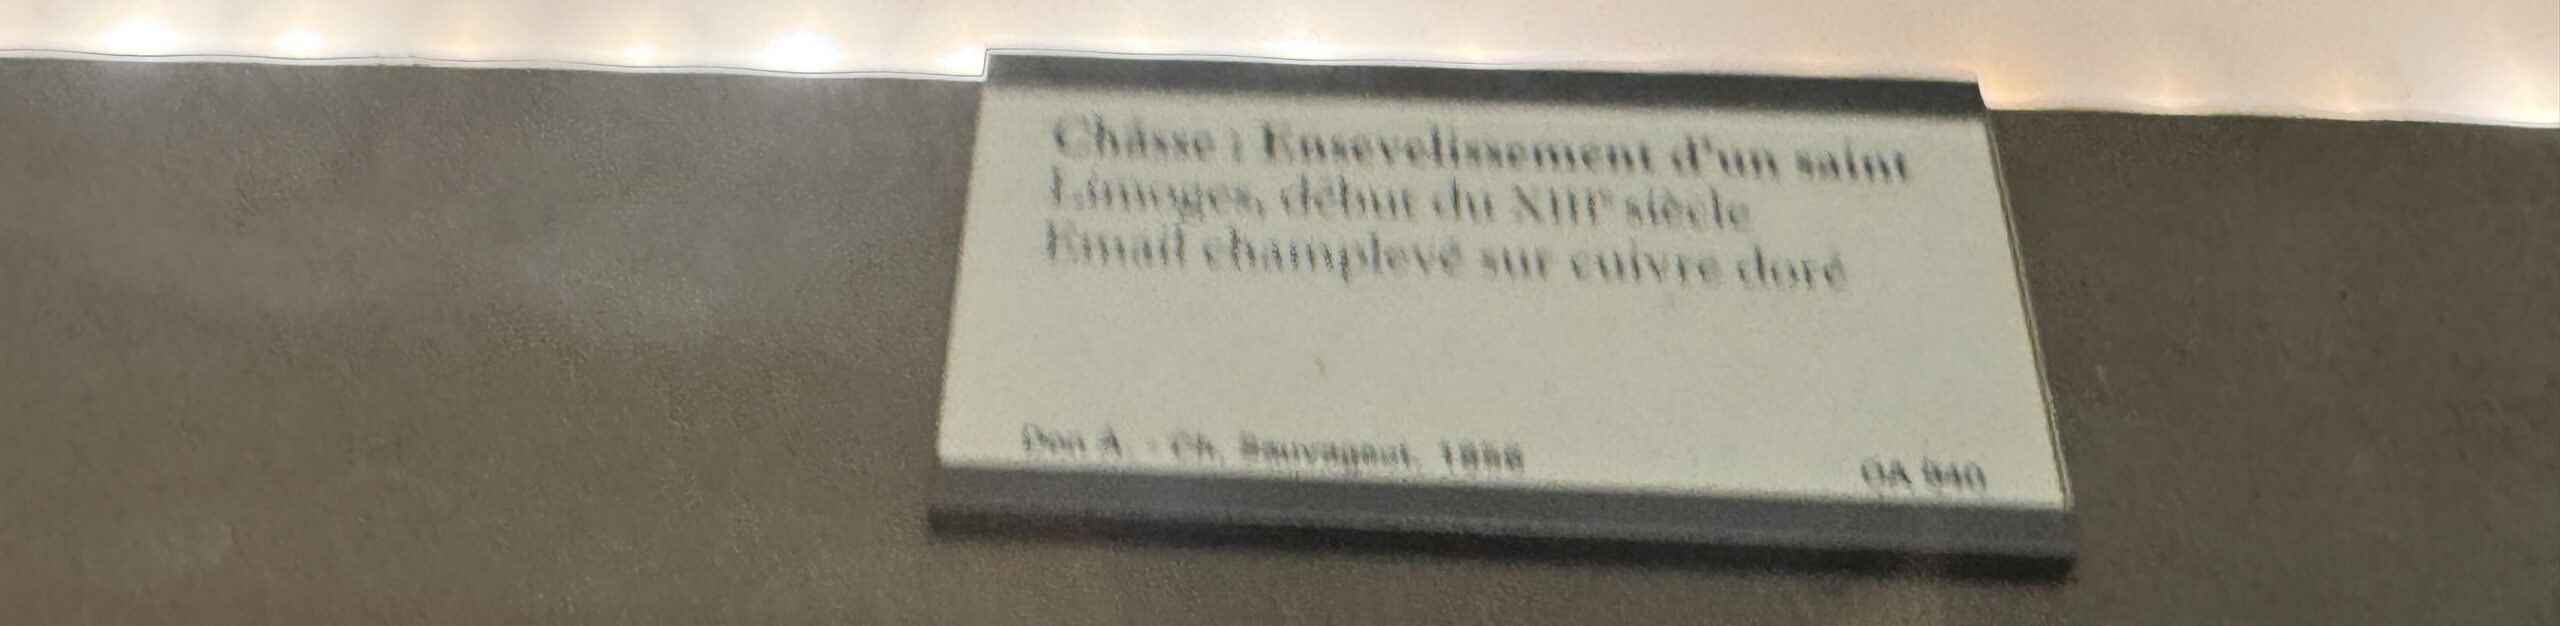 Châsse : Ensevelissement d'un saint
Limoges, début du XIIIe siècle
Email champlevé sur cuivre doré
Don A. - Ch. Sauvageot, 1856
OA 940